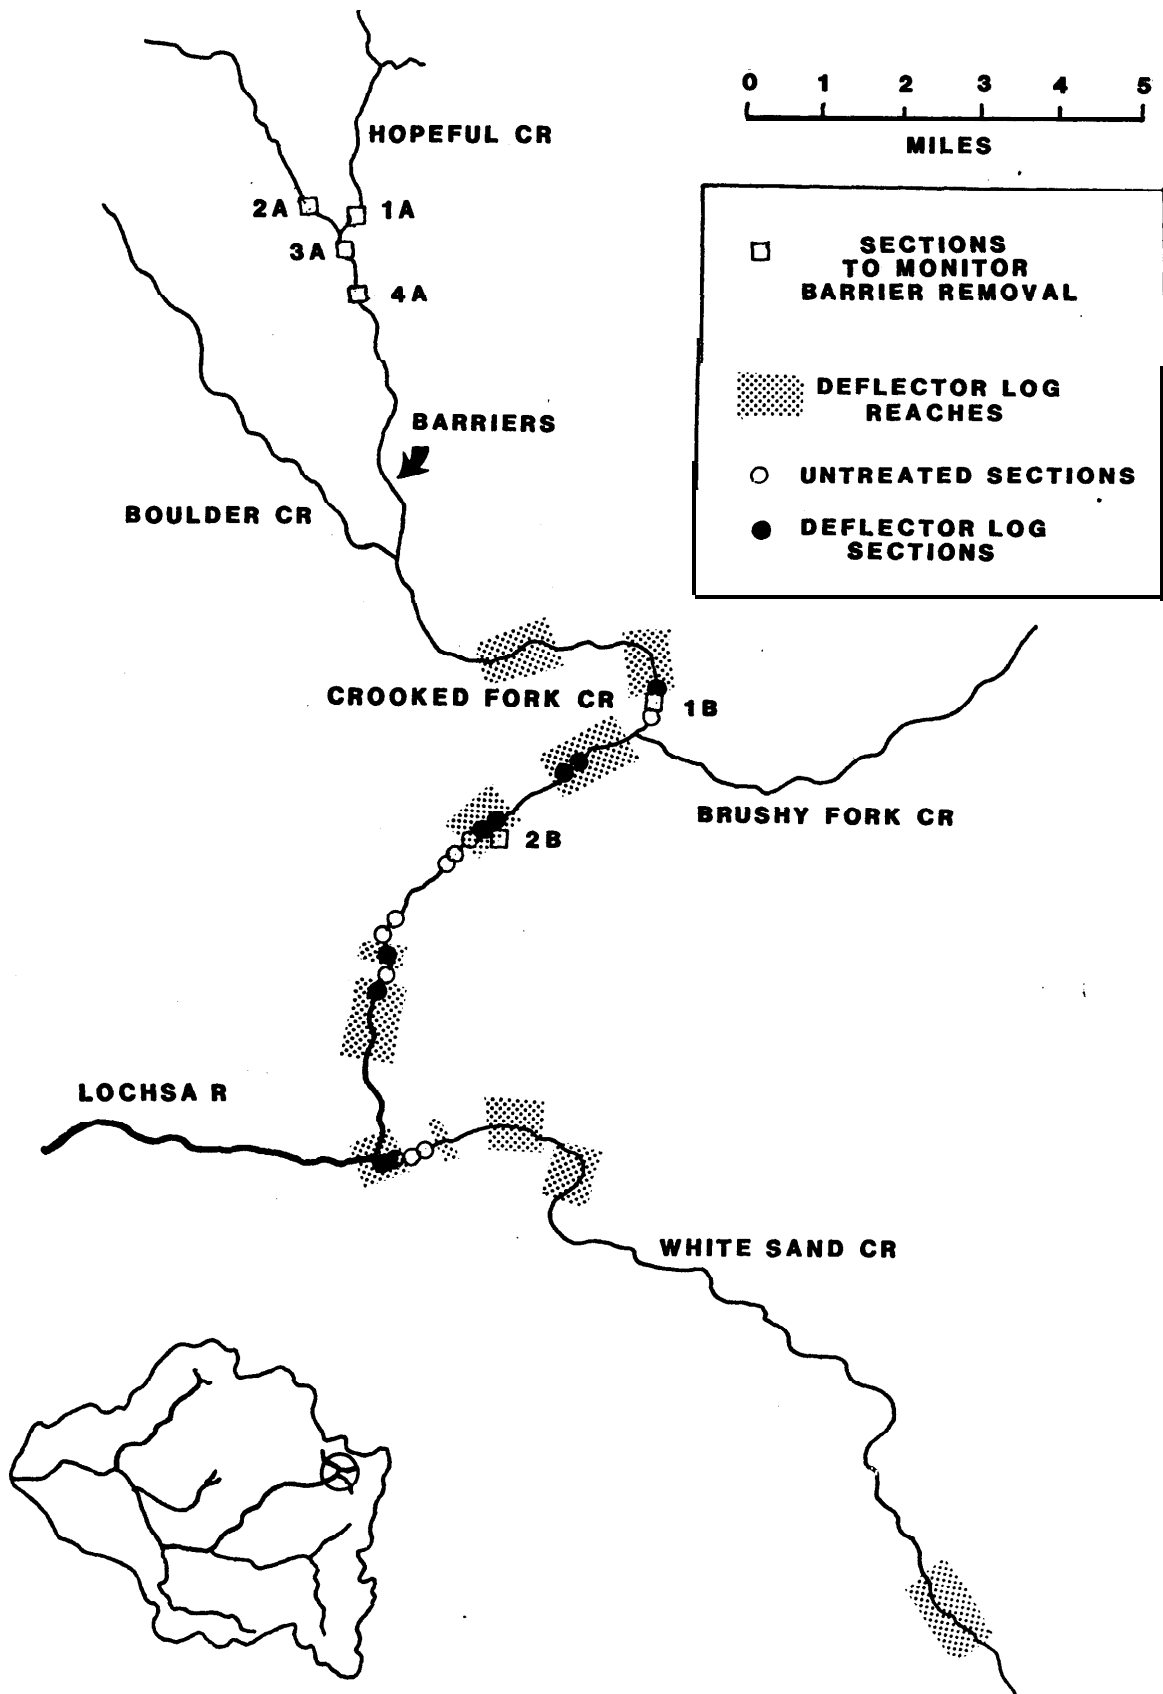 0 1 2 3 4 5
MILES
HOPEFUL CR
2A
1A
3A
4A
SECTIONS
TO MONITOR
BARRIER REMOVAL
DEFLECTOR LOG
REACHES
UNTREATED SECTIONS
DEFLECTOR LOG
SECTIONS
BARRIERS
BOULDER CR
CROOKED FORK CR
1B
BRUSHY FORK CR
2B
LOCHSA R
WHITE SAND CR